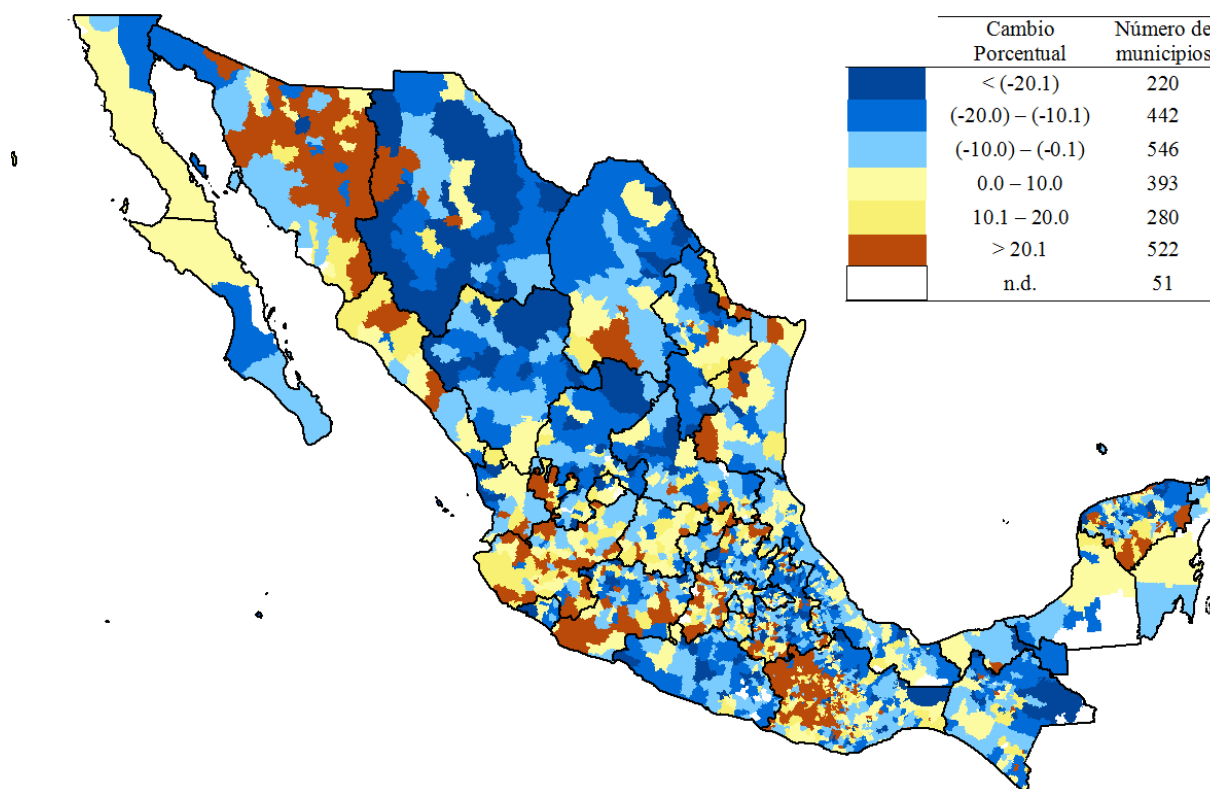 Cambio Número de
Porcentual municipios
< (-20.1) 220
(-20.0) – (-10.1) 442
(-10.0) – (-0.1) 546
0.0 – 10.0 393
10.1 – 20.0 280
> 20.1 522
n.d. 51